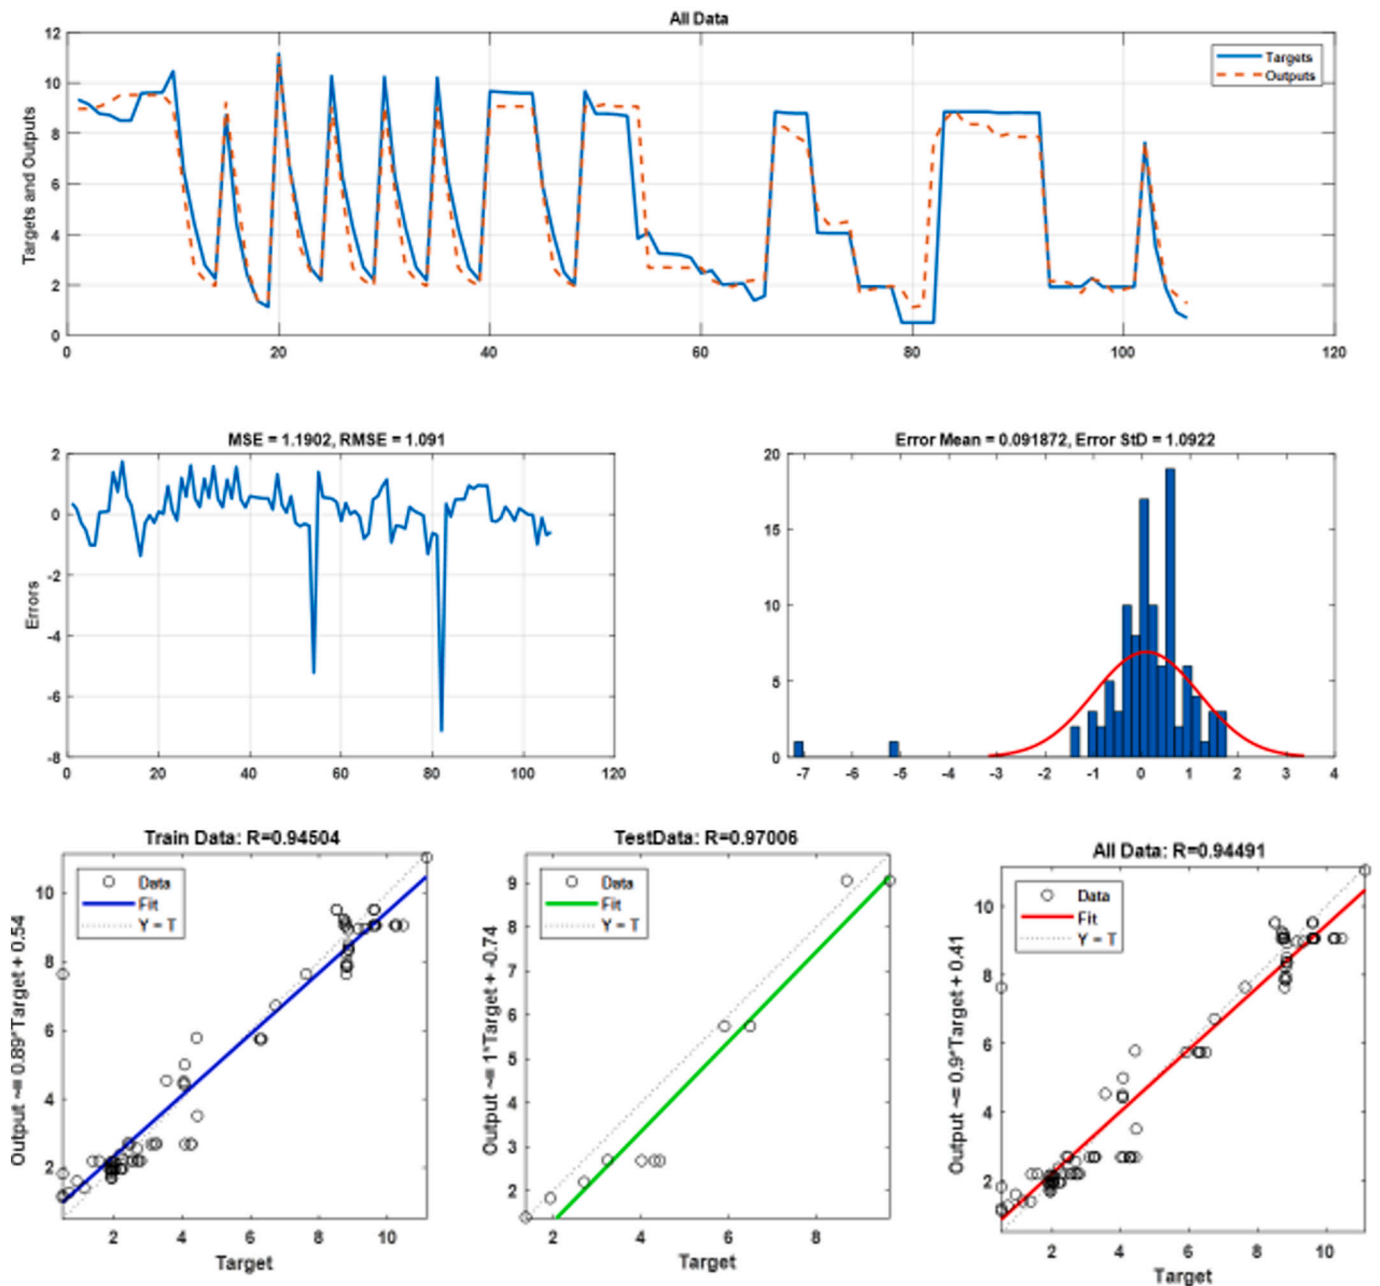 All Data
12
10
8
6
4
2
0
Targets and Outputs
Targets
Outputs
0 20 40 60 80 100 120
MSE = 1.1902, RMSE = 1.091
2
0
-2
-4
-6
-8
Errors
0 20 40 60 80 100 120
Error Mean = 0.091872, Error StD = 1.0922
20
15
10
5
0
-7 -6 -5 -4 -3 -2 -1 0 1 2 3 4
Train Data: R=0.94504
Data
Fit
Y = T
10
8
6
4
2
Output ~= 0.89*Target + 0.54
2 4 6 8 10
Target
TestData: R=0.97006
Data
Fit
Y = T
9
8
7
6
5
4
3
2
Output ~= 1*Target + -0.74
2 4 6 8
Target
All Data: R=0.94491
Data
Fit
Y = T
10
8
6
4
2
Output ~= 0.9*Target + 0.41
2 4 6 8 10
Target